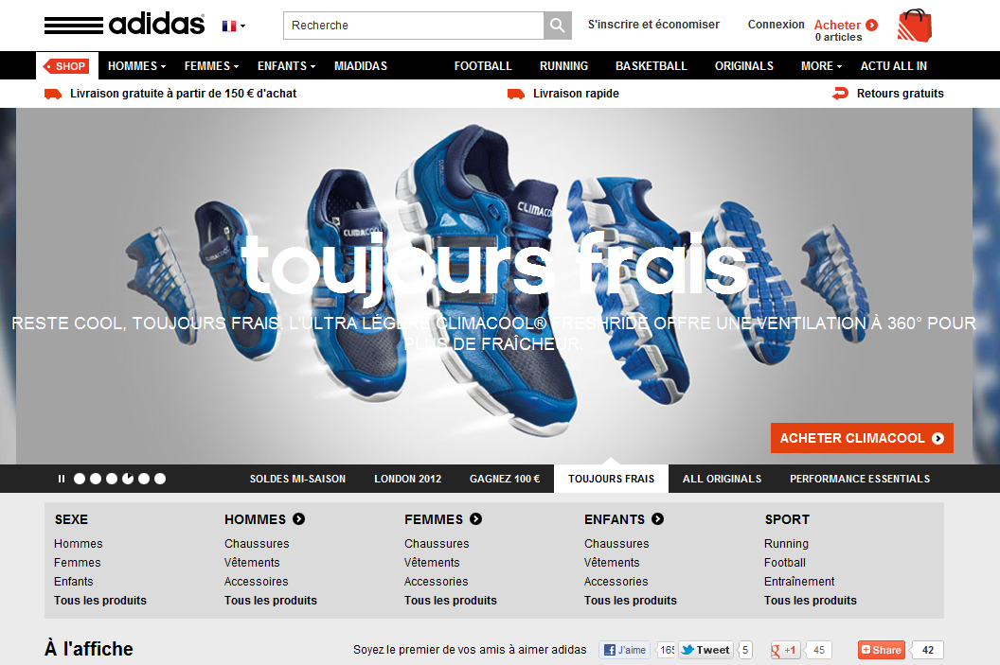 adidas
Recherche
S'inscrire et économiser
Connexion
Acheter
0 articles
SHOP HOMMES FEMMES ENFANTS MIADIDAS FOOTBALL RUNNING BASKETBALL ORIGINALS MORE ACTU ALL IN
Livraison gratuite à partir de 150 € d'achat
Livraison rapide
Retours gratuits
CLIMACOOL
CLIMACOOL
CLIMACOOL
toujours frais
RESTE COOL, TOUJOURS FRAIS. L'ULTRA LÉGÈRE CLIMACOOL® FRESHRIDE OFFRE UNE VENTILATION À 360° POUR
PLUS DE FRAÎCHEUR.
ACHETER CLIMACOOL
SOLDES MI-SAISON LONDON 2012 GAGNEZ 100 € TOUJOURS FRAIS ALL ORIGINALS PERFORMANCE ESSENTIALS
SEXE
Hommes
Femmes
Enfants
Tous les produits
HOMMES
Chaussures
Vêtements
Accessoires
Tous les produits
FEMMES
Chaussures
Vêtements
Accessories
Tous les produits
ENFANTS
Chaussures
Vêtements
Accessories
Tous les produits
SPORT
Running
Football
Entraînement
Tous les produits
À l'affiche
Soyez le premier de vos amis à aimer adidas
J'aime
Tweet 5
+1 45
Share 42